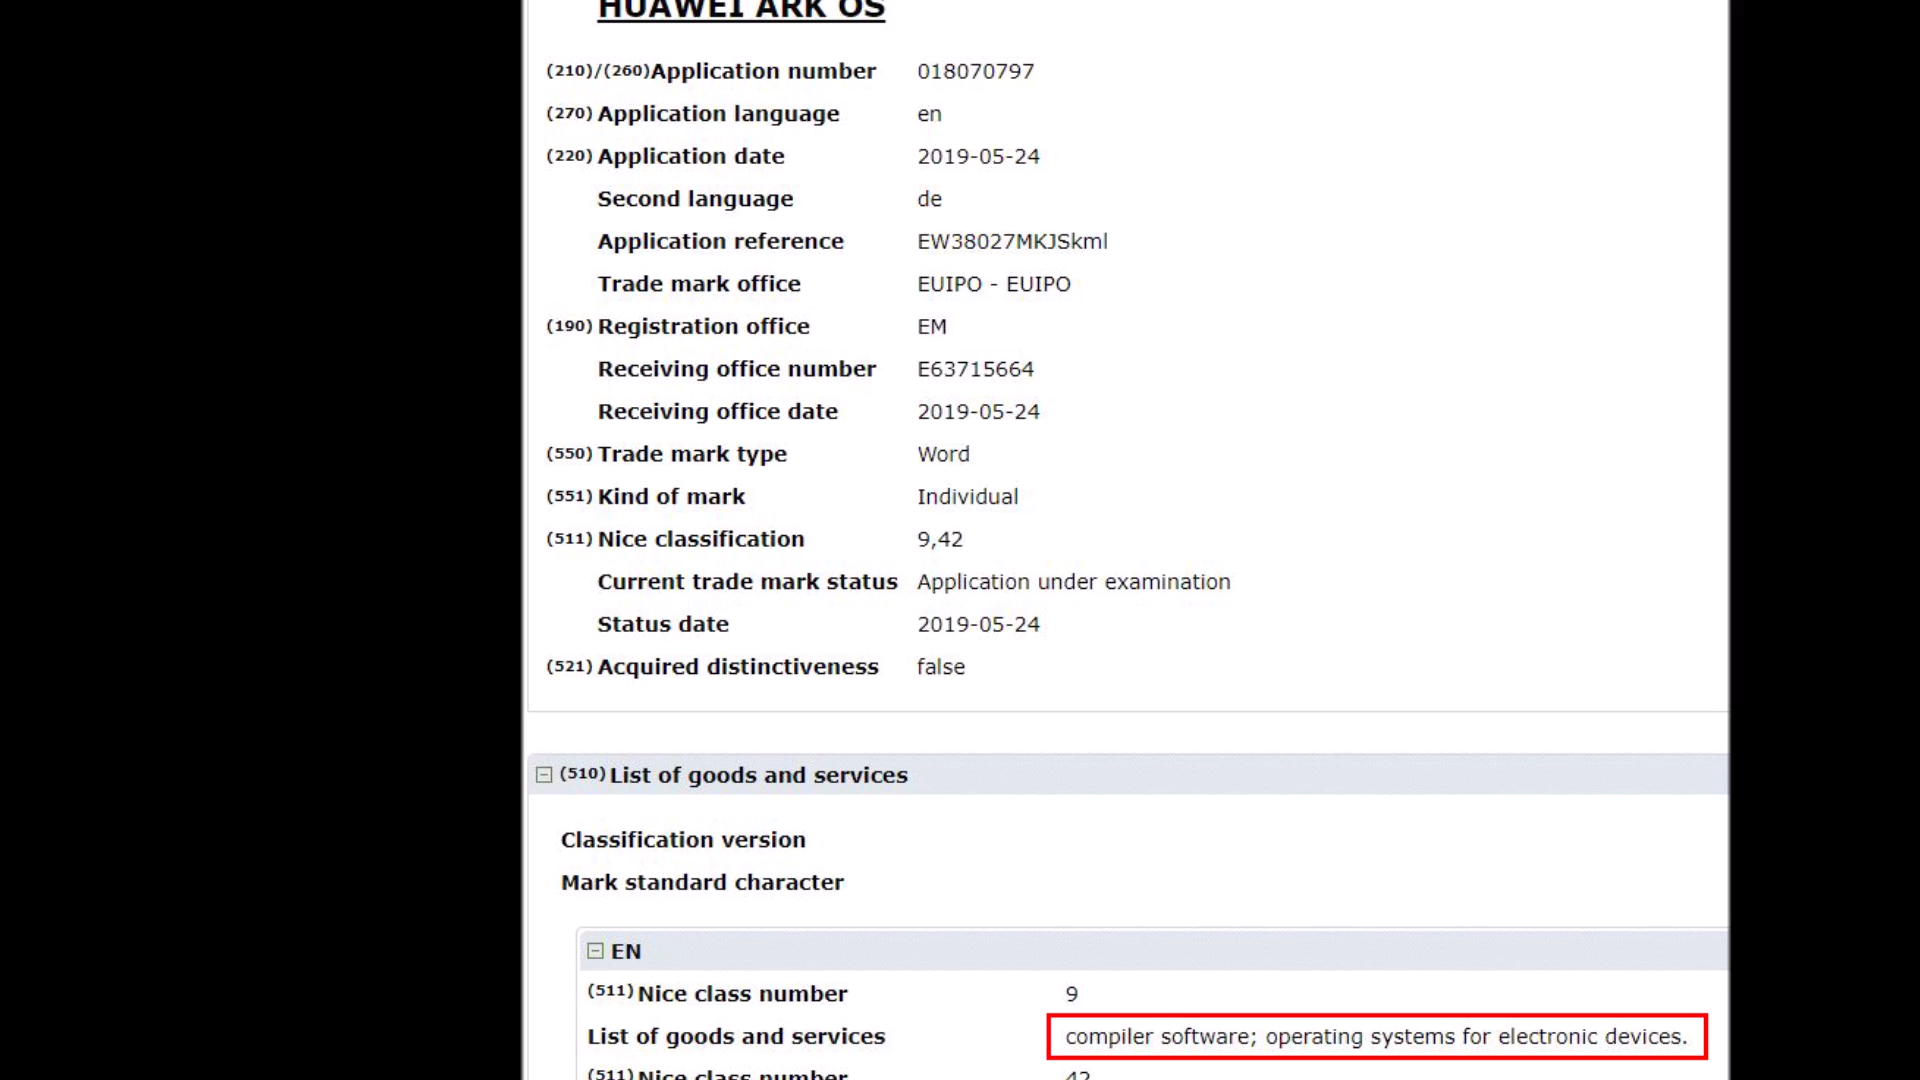 HUAWEI ARK OS
(210)/(260)Application number 018070797
(270) Application language en
(220) Application date 2019-05-24
Second language de
Application reference EW38027MKJSkml
Trade mark office EUIPO - EUIPO
(190) Registration office EM
Receiving office number E63715664
Receiving office date 2019-05-24
(550) Trade mark type Word
(551) Kind of mark Individual
(511) Nice classification 9,42
Current trade mark status Application under examination
Status date 2019-05-24
(521) Acquired distinctiveness false
(510) List of goods and services
Classification version
Mark standard character
EN
(511) Nice class number 9
List of goods and services compiler software; operating systems for electronic devices.
(511) Nice class number 42